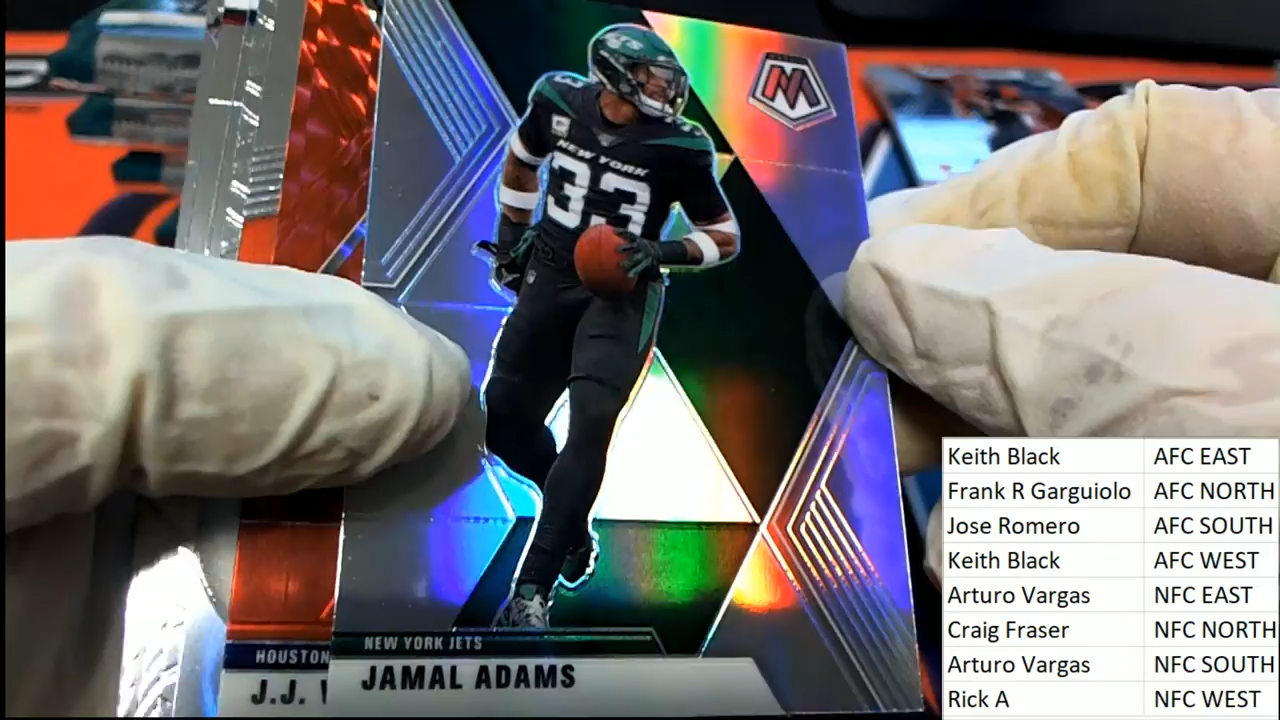 JETS
33
NEW YORK
33
M
NEW YORK JETS
JAMAL ADAMS
HOUSTON
J.J.
Keith Black AFC EAST
Frank R Garguiolo AFC NORTH
Jose Romero AFC SOUTH
Keith Black AFC WEST
Arturo Vargas NFC EAST
Craig Fraser NFC NORTH
Arturo Vargas NFC SOUTH
Rick A NFC WEST